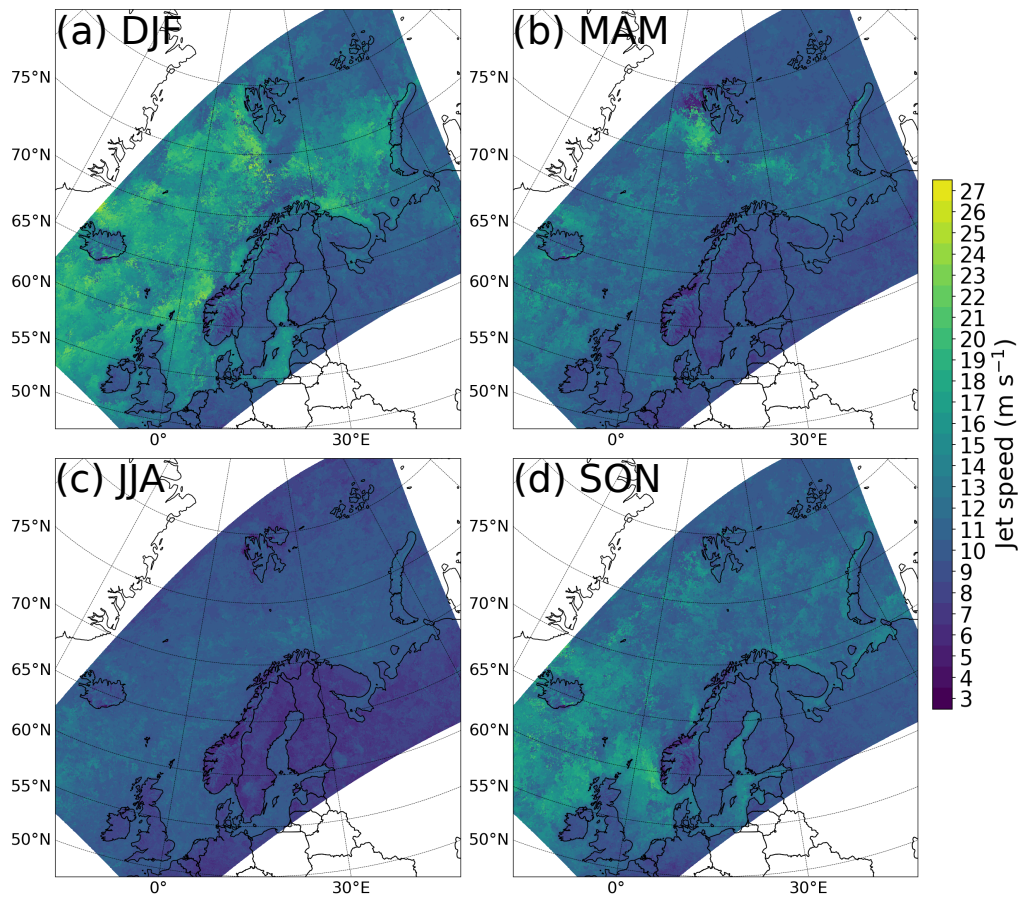 (a) DJF
(b) MAM
75°N
70°N
65°N
60°N
55°N
50°N
0°
30°E
0°
30°E
(c) JJA
(d) SON
75°N
70°N
65°N
60°N
55°N
50°N
75°N
70°N
65°N
60°N
55°N
50°N
75°N
70°N
65°N
60°N
55°N
50°N
0°
30°E
0°
30°E
27
26
25
24
23
22
21
20
19
18
17
16
15
14
13
12
11
10
9
8
7
6
5
4
3
Jet speed (m s⁻¹)